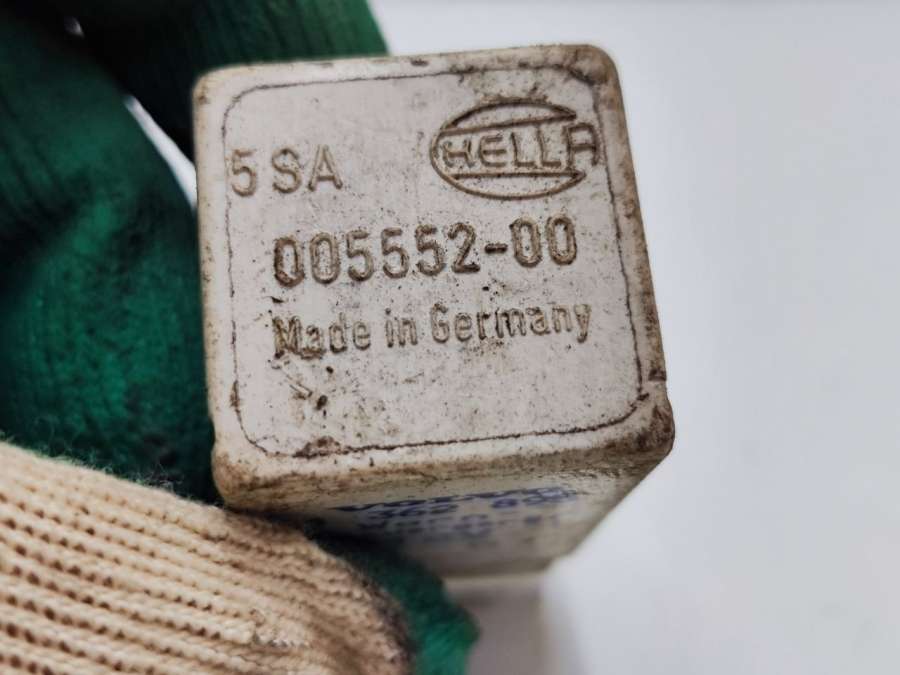 HELLA
5 SA
005552-00
Made in Germany